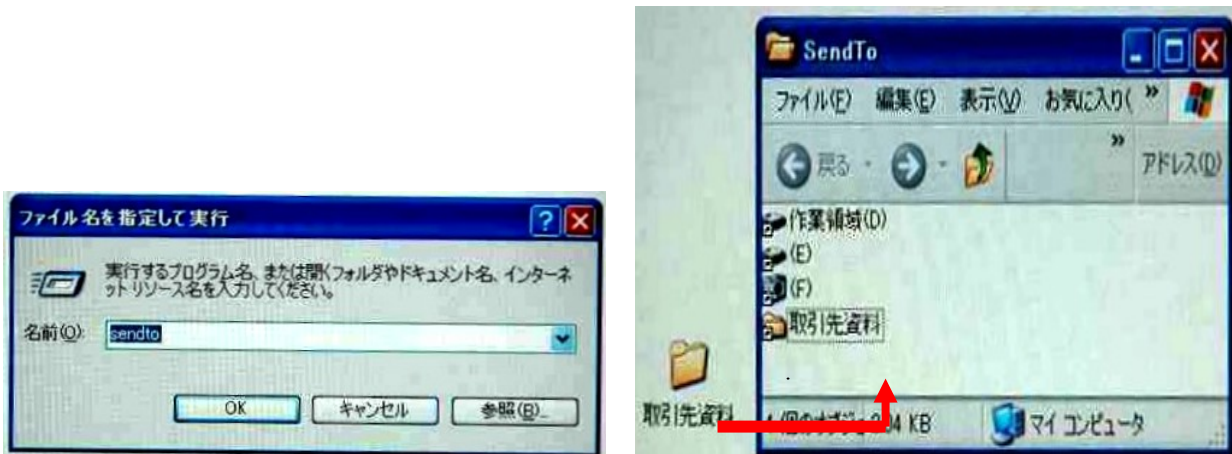 ファイル名を指定して実行
実行するプログラム名、または開くフォルダやドキュメント名、インターネ
ットリソース名を入力してください。
名前(O):
sendto
OK
キャンセル
参照(B)...
SendTo
ファイル(F) 編集(E) 表示(V) お気に入り( »
戻る
» アドレス(D)
作業領域(D)
(E)
(F)
取引先資料
取引先資料
KB
マイ コンピュータ